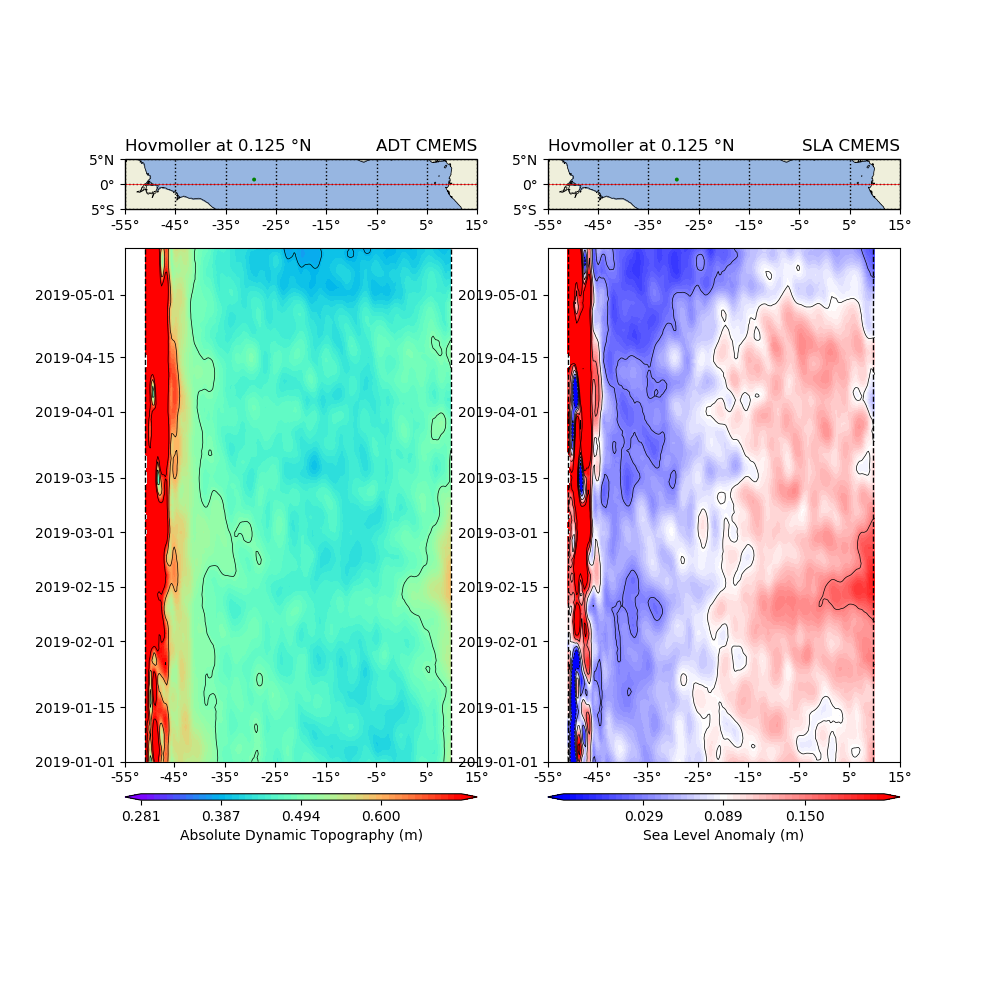 Hovmoller at 0.125 °N ADT CMEMS
5°N
0°
5°S
-55° -45° -35° -25° -15° -5° 5° 15°
2019-05-01
2019-04-15
2019-04-01
2019-03-15
2019-03-01
2019-02-15
2019-02-01
2019-01-15
2019-01-01
-55° -45° -35° -25° -15° -5° 5° 15°
0.281 0.387 0.494 0.600
Absolute Dynamic Topography (m)
Hovmoller at 0.125 °N SLA CMEMS
5°N
0°
5°S
-55° -45° -35° -25° -15° -5° 5° 15°
2019-05-01
2019-04-15
2019-04-01
2019-03-15
2019-03-01
2019-02-15
2019-02-01
2019-01-15
2019-01-01
-55° -45° -35° -25° -15° -5° 5° 15°
0.029 0.089 0.150
Sea Level Anomaly (m)